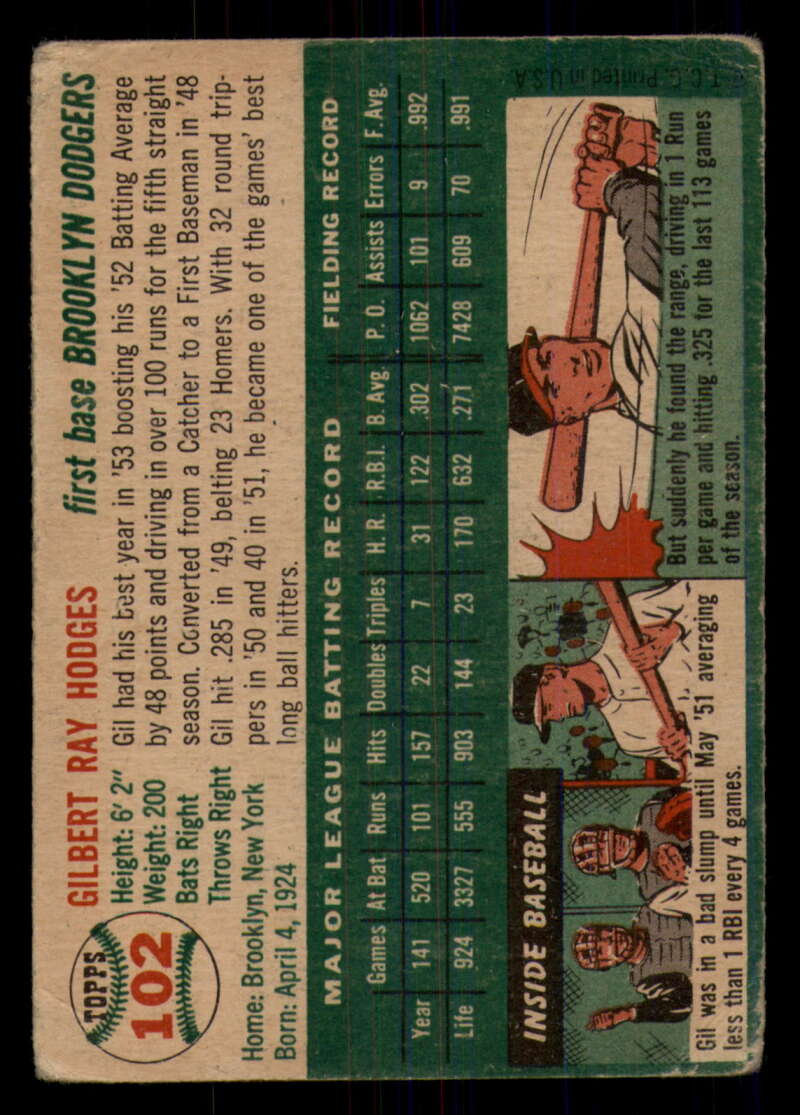 TOPPS
102
GILBERT RAY HODGES first base BROOKLYN DODGERS
Height: 6' 2"
Weight: 200
Bats Right
Throws Right
Home: Brooklyn, New York
Born: April 4, 1924
Gil had his best year in '53 boosting his '52 Batting Average
by 48 points and driving in over 100 runs for the fifth straight
season. Converted from a Catcher to a First Baseman in '48
Gil hit .285 in '49, belting 23 Homers. With 32 round trip-
pers in '50 and 40 in '51, he became one of the games' best
long ball hitters.
MAJOR LEAGUE BATTING RECORD FIELDING RECORD
Games At Bat Runs Hits Doubles Triples H. R. R.B.I. B. Avg. P. O. Assists Errors F. Avg.
Year 141 520 101 157 22 7 31 122 .302 1062 101 9 .992
Life 924 3327 555 903 144 23 170 632 .271 7428 609 70 .991
INSIDE BASEBALL
Gil was in a bad slump until May '51 averaging
less than 1 RBI every 4 games.
But suddenly he found the range, driving in 1 Run
per game and hitting .325 for the last 113 games
of the season.
T. C. G. Printed in U.S.A.